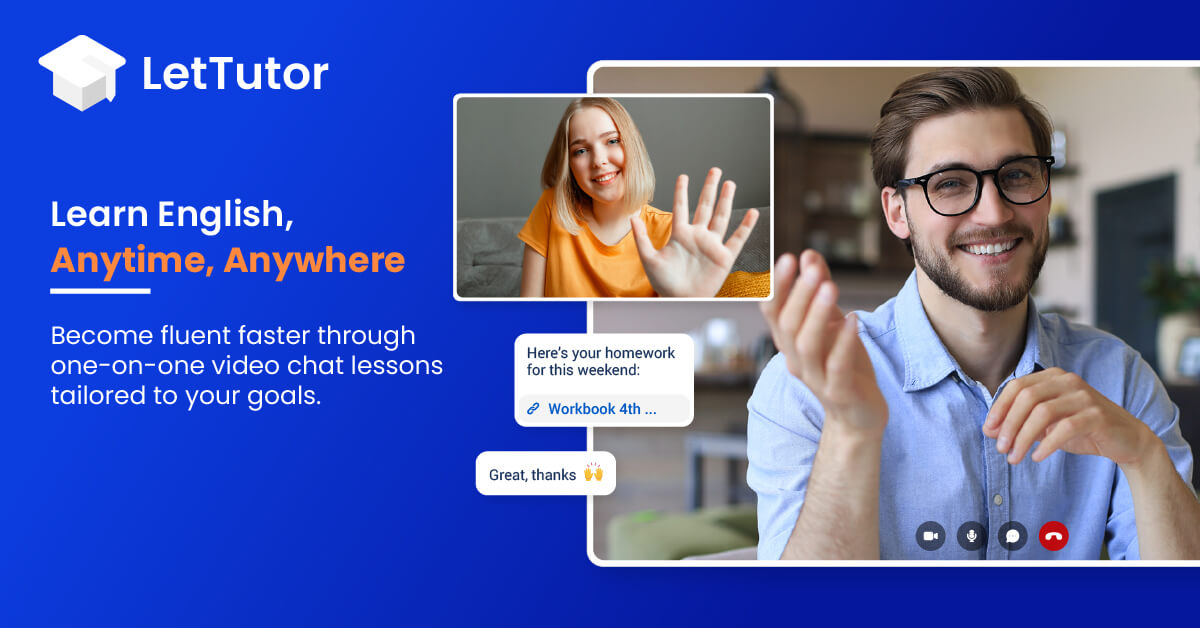 LetTutor
Learn English,
Anytime, Anywhere
Become fluent faster through
one-on-one video chat lessons
tailored to your goals.
Here's your homework
for this weekend:
Workbook 4th ...
Great, thanks 🙌